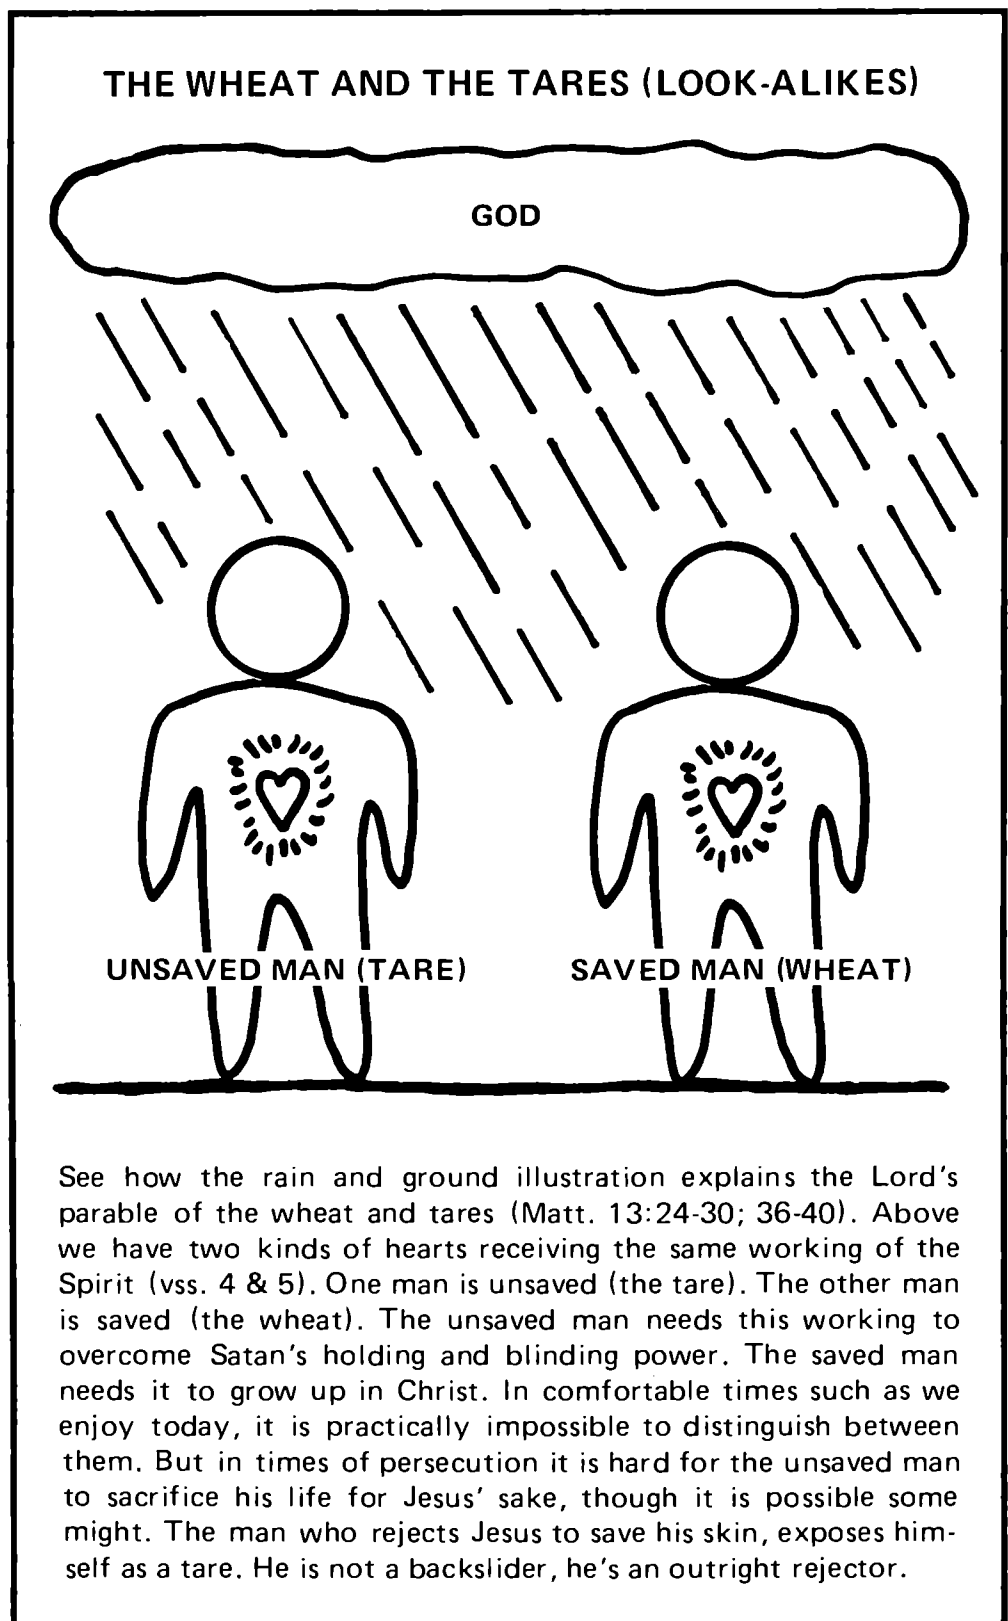 THE WHEAT AND THE TARES (LOOK-ALIKES)
GOD
UNSAVED MAN (TARE)
SAVED MAN (WHEAT)
See how the rain and ground illustration explains the Lord's
parable of the wheat and tares (Matt. 13:24-30; 36-40). Above
we have two kinds of hearts receiving the same working of the
Spirit (vss. 4 & 5). One man is unsaved (the tare). The other man
is saved (the wheat). The unsaved man needs this working to
overcome Satan's holding and blinding power. The saved man
needs it to grow up in Christ. In comfortable times such as we
enjoy today, it is practically impossible to distinguish between
them. But in times of persecution it is hard for the unsaved man
to sacrifice his life for Jesus' sake, though it is possible some
might. The man who rejects Jesus to save his skin, exposes him-
self as a tare. He is not a backslider, he's an outright rejector.